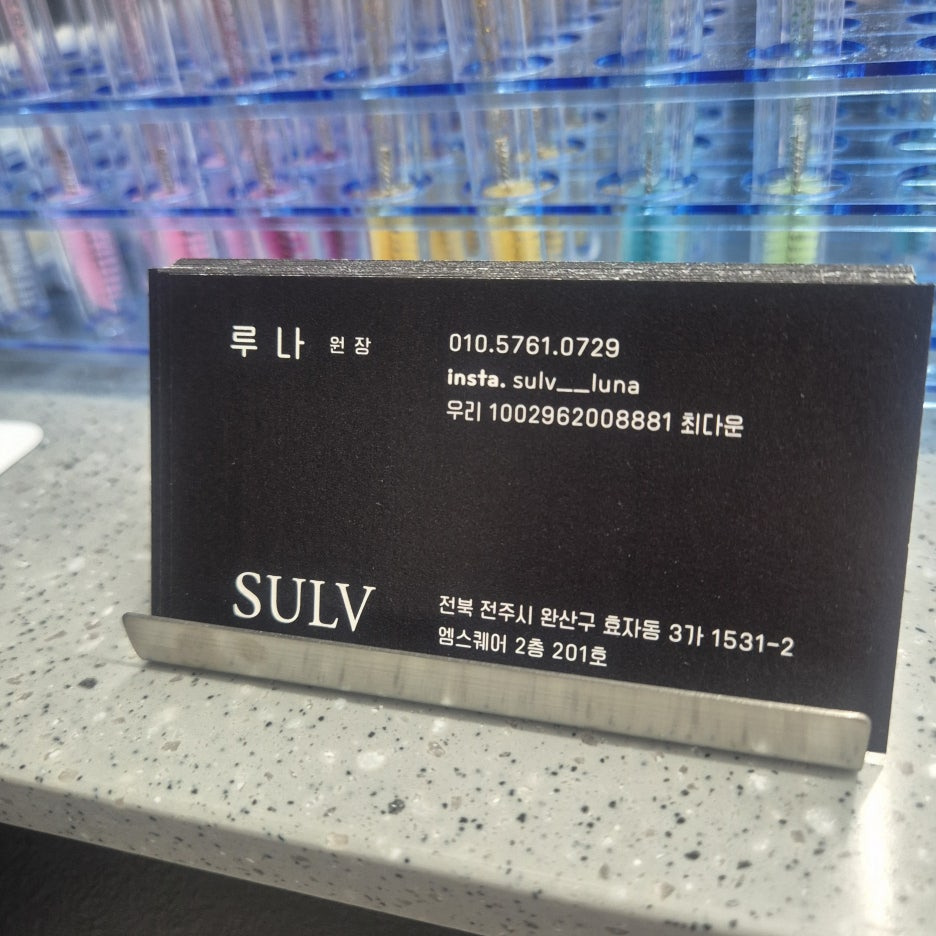 루나 원장
010.5761.0729
insta. sulv__luna
우리 1002962008881 최다운
SULV
전북 전주시 완산구 효자동 3가 1531-2
엠스퀘어 2층 201호